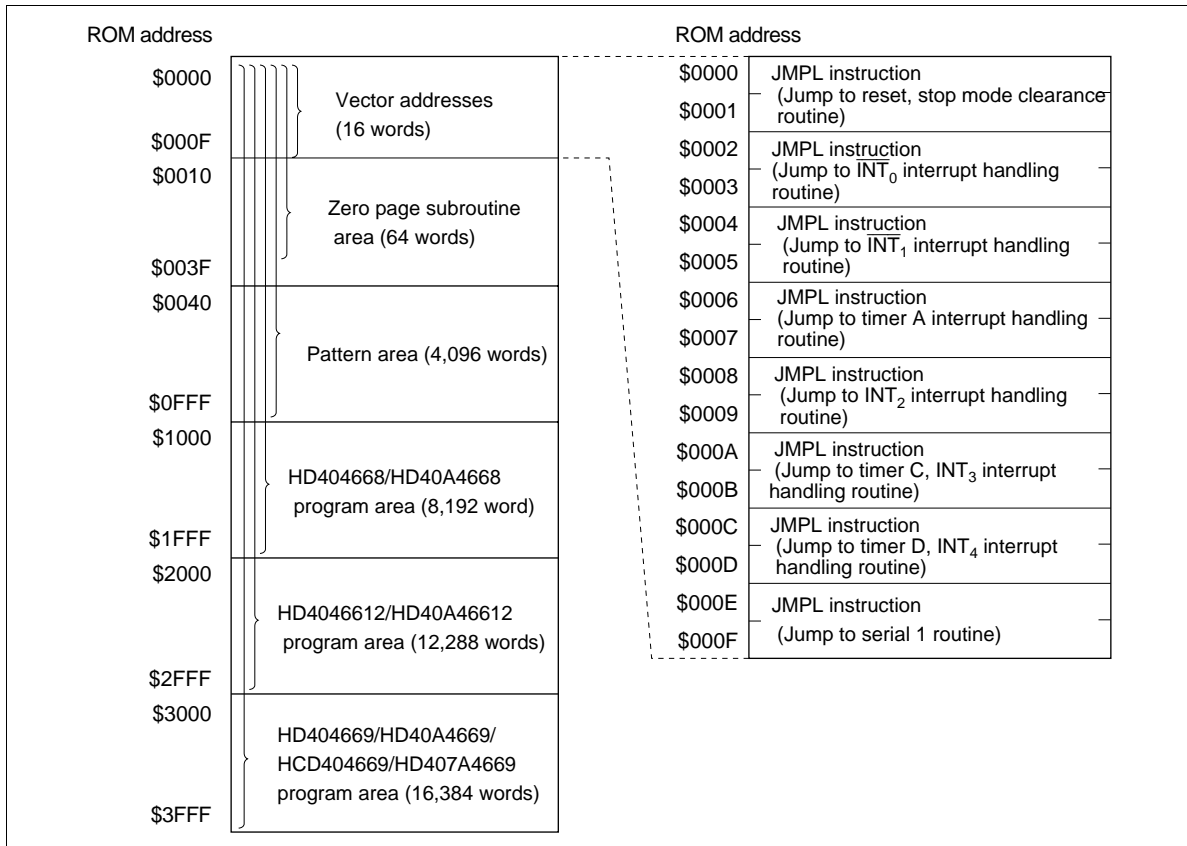 ROM address
$0000
Vector addresses
(16 words)
$000F
$0010
Zero page subroutine
area (64 words)
$003F
$0040
Pattern area (4,096 words)
$0FFF
$1000
HD404668/HD40A4668
program area (8,192 word)
$1FFF
$2000
HD4046612/HD40A46612
program area (12,288 words)
$2FFF
$3000
HD404669/HD40A4669/
HCD404669/HD407A4669
program area (16,384 words)
$3FFF
ROM address
$0000 JMPL instruction
(Jump to reset, stop mode clearance
$0001 routine)
$0002 JMPL instruction
(Jump to I̅N̅T̅₀ interrupt handling
$0003 routine)
$0004 JMPL instruction
(Jump to I̅N̅T̅₁ interrupt handling
$0005 routine)
$0006 JMPL instruction
(Jump to timer A interrupt handling
$0007 routine)
$0008 JMPL instruction
(Jump to INT₂ interrupt handling
$0009 routine)
$000A JMPL instruction
(Jump to timer C, INT₃ interrupt
$000B handling routine)
$000C JMPL instruction
(Jump to timer D, INT₄ interrupt
$000D handling routine)
$000E JMPL instruction
$000F (Jump to serial 1 routine)